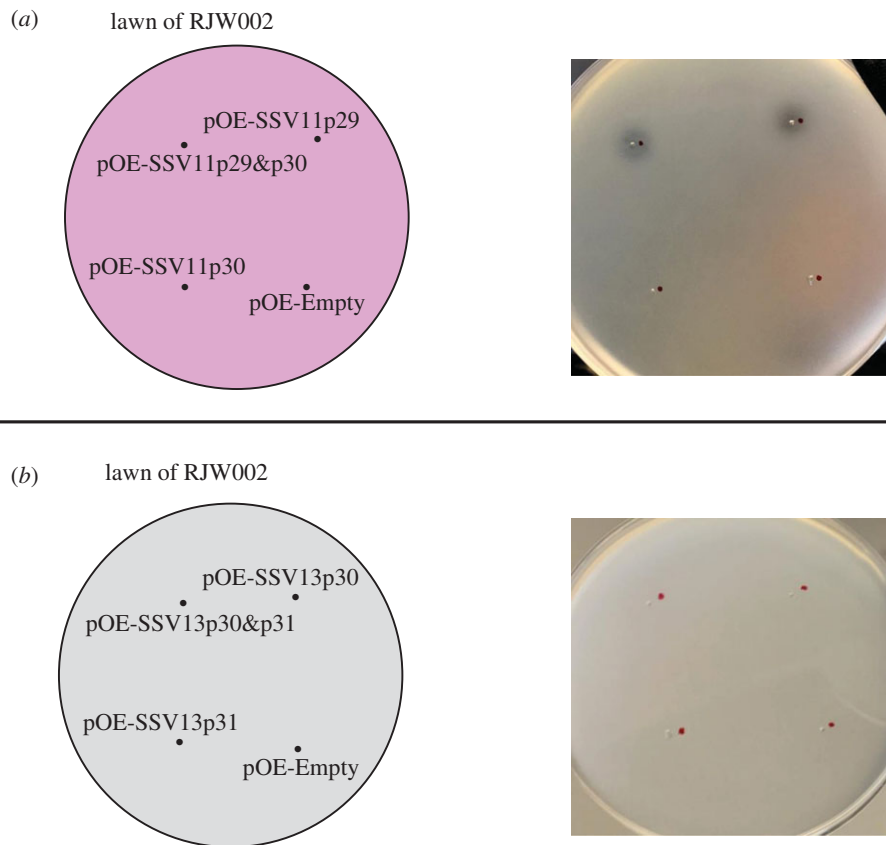 (a)
lawn of RJW002
pOE-SSV11p29
pOE-SSV11p29&p30
pOE-SSV11p30
pOE-Empty
(b)
lawn of RJW002
pOE-SSV13p30
pOE-SSV13p30&p31
pOE-SSV13p31
pOE-Empty